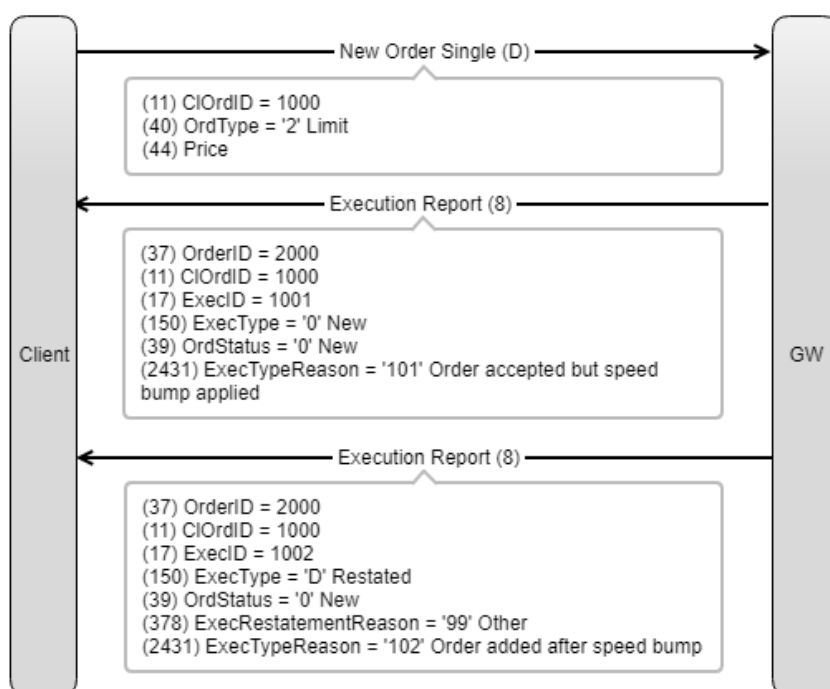 New Order Single (D)
(11) ClOrdID = 1000
(40) OrdType = '2' Limit
(44) Price
Execution Report (8)
(37) OrderID = 2000
(11) ClOrdID = 1000
(17) ExecID = 1001
(150) ExecType = '0' New
(39) OrdStatus = '0' New
Client
GW
(2431) ExecTypeReason = '101' Order accepted but speed
bump applied
Execution Report (8)
(37) OrderID = 2000
(11) ClOrdID = 1000
(17) ExecID = 1002
(150) ExecType = 'D' Restated
(39) OrdStatus = '0' New
(378) ExecRestatementReason = '99' Other
(2431) ExecTypeReason = '102' Order added after speed bump